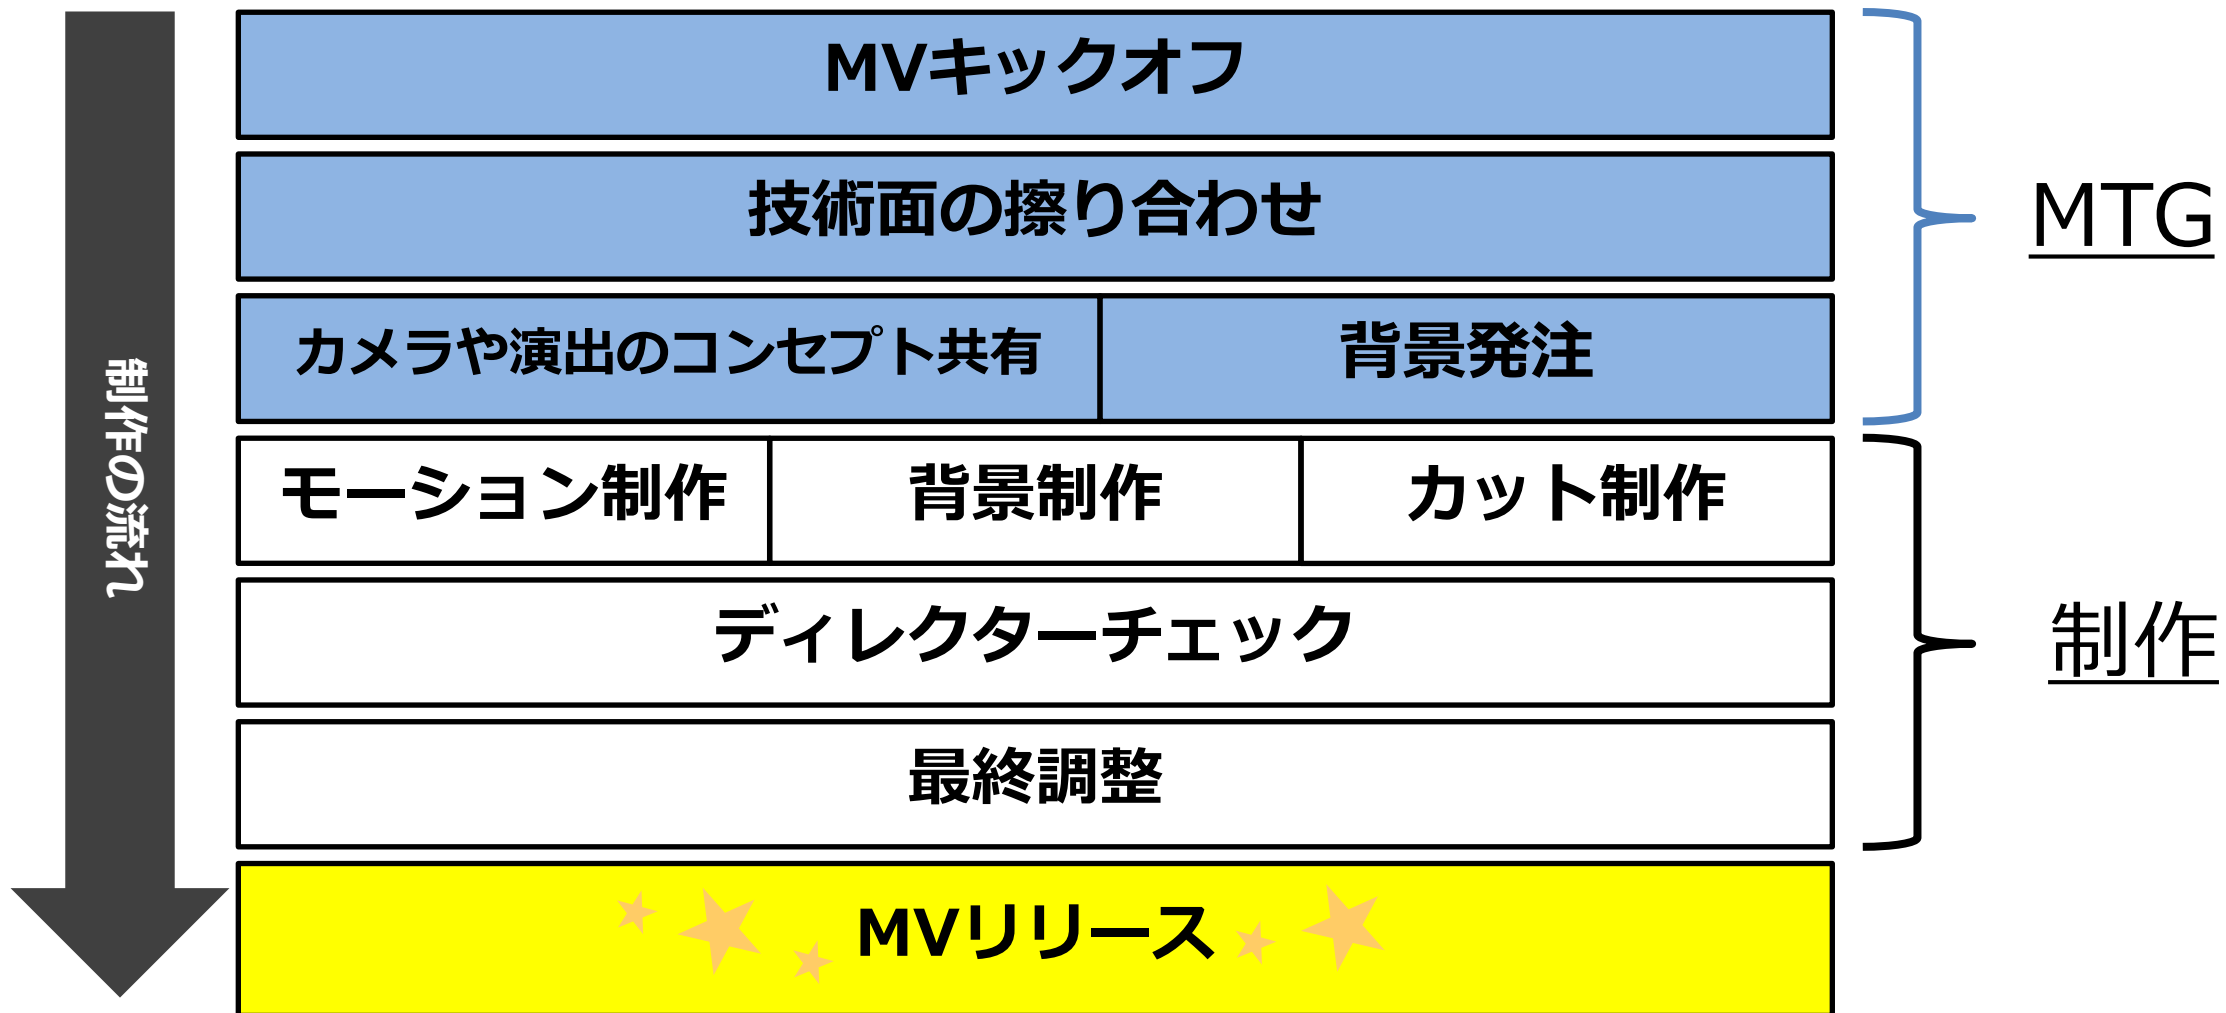 制作の流れ
MVキックオフ
技術面の擦り合わせ
カメラや演出のコンセプト共有
背景発注
MTG
モーション制作
背景制作
カット制作
ディレクターチェック
最終調整
制作
MVリリース